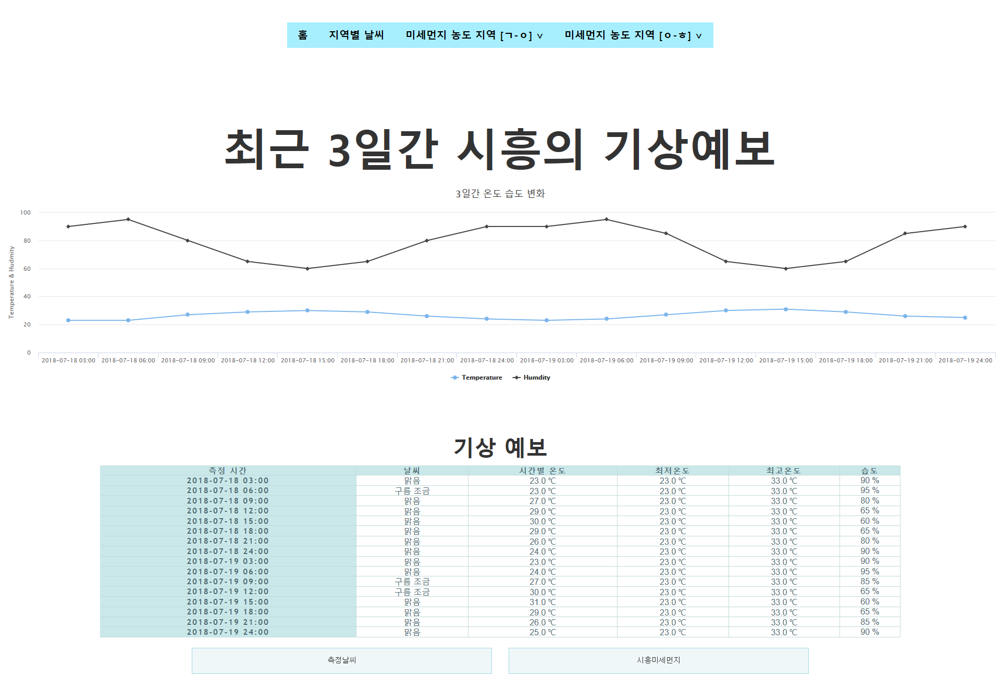 홈 지역별 날씨 미세먼지 농도 지역 [ㄱ-ㅇ] ∨ 미세먼지 농도 지역 [ㅇ-ㅎ] ∨
최근 3일간 시흥의 기상예보
3일간 온도 습도 변화
Temperature & Hudmity
100
80
60
40
20
0
2018-07-18 03:00 2018-07-18 06:00 2018-07-18 09:00 2018-07-18 12:00 2018-07-18 15:00 2018-07-18 18:00 2018-07-18 21:00 2018-07-18 24:00 2018-07-19 03:00 2018-07-19 06:00 2018-07-19 09:00 2018-07-19 12:00 2018-07-19 15:00 2018-07-19 18:00 2018-07-19 21:00 2018-07-19 24:00
Temperature Humdity
기상 예보
측정 시간 날씨 시간별 온도 최저온도 최고온도 습도
2018-07-18 03:00 맑음 23.0 ℃ 23.0 ℃ 33.0 ℃ 90 %
2018-07-18 06:00 구름 조금 23.0 ℃ 23.0 ℃ 33.0 ℃ 95 %
2018-07-18 09:00 맑음 27.0 ℃ 23.0 ℃ 33.0 ℃ 80 %
2018-07-18 12:00 맑음 29.0 ℃ 23.0 ℃ 33.0 ℃ 65 %
2018-07-18 15:00 맑음 30.0 ℃ 23.0 ℃ 33.0 ℃ 60 %
2018-07-18 18:00 맑음 29.0 ℃ 23.0 ℃ 33.0 ℃ 65 %
2018-07-18 21:00 맑음 26.0 ℃ 23.0 ℃ 33.0 ℃ 80 %
2018-07-18 24:00 맑음 24.0 ℃ 23.0 ℃ 33.0 ℃ 90 %
2018-07-19 03:00 맑음 23.0 ℃ 23.0 ℃ 33.0 ℃ 90 %
2018-07-19 06:00 맑음 24.0 ℃ 23.0 ℃ 33.0 ℃ 95 %
2018-07-19 09:00 구름 조금 27.0 ℃ 23.0 ℃ 33.0 ℃ 85 %
2018-07-19 12:00 구름 조금 30.0 ℃ 23.0 ℃ 33.0 ℃ 65 %
2018-07-19 15:00 맑음 31.0 ℃ 23.0 ℃ 33.0 ℃ 60 %
2018-07-19 18:00 맑음 29.0 ℃ 23.0 ℃ 33.0 ℃ 65 %
2018-07-19 21:00 맑음 26.0 ℃ 23.0 ℃ 33.0 ℃ 85 %
2018-07-19 24:00 맑음 25.0 ℃ 23.0 ℃ 33.0 ℃ 90 %
측정날씨 시흥미세먼지